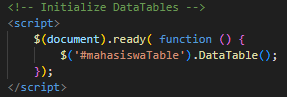 <!-- Initialize DataTables -->
<script>
    $(document).ready( function () {
        $('#mahasiswaTable').DataTable();
    });
</script>